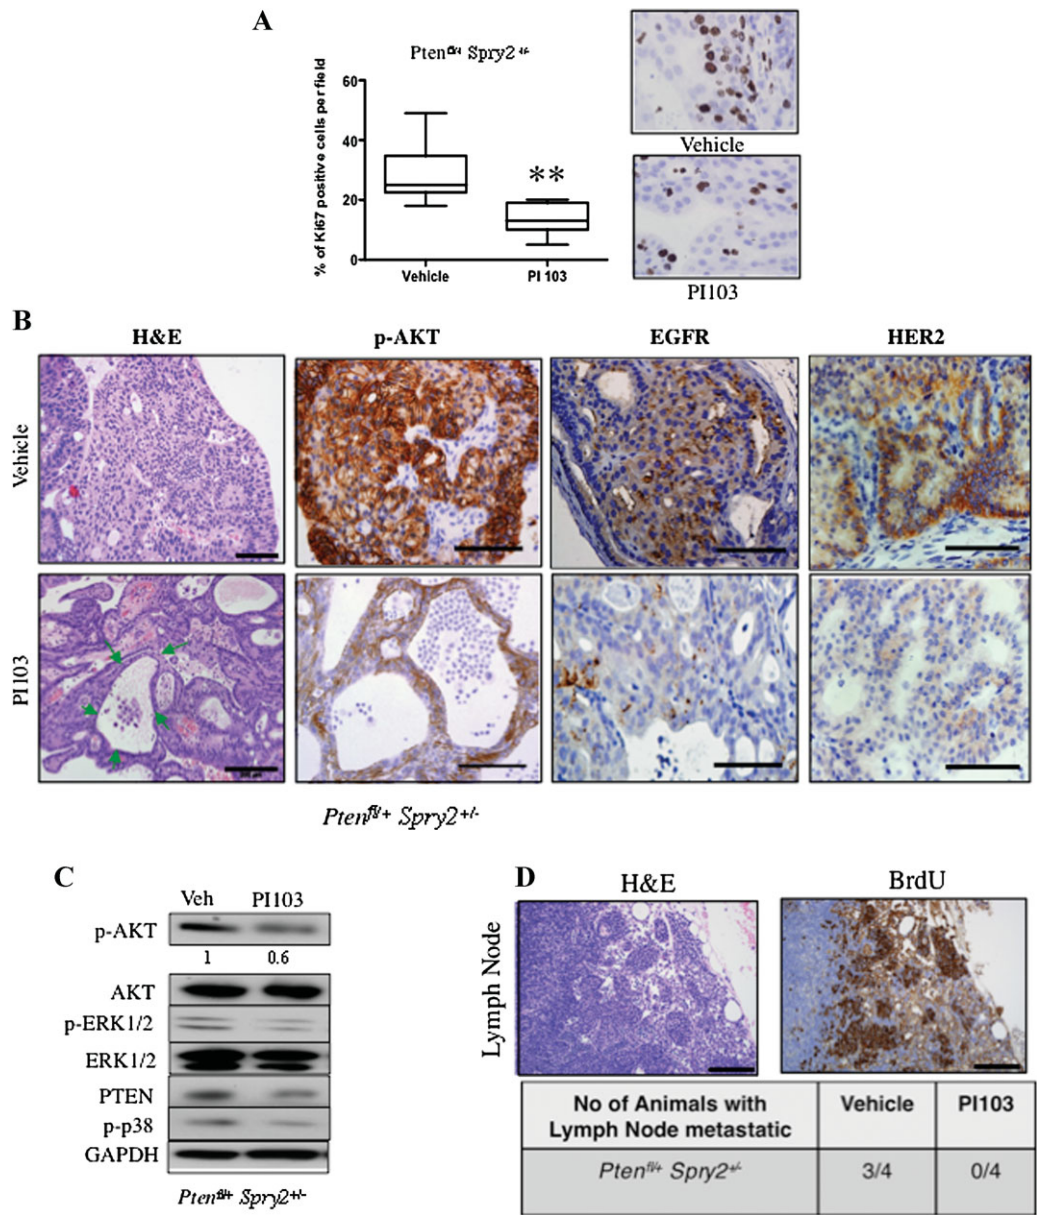 A
Pten fl/+ Spry2 +/-
% of Ki67 positive cells per field
60
40
20
0
**
Vehicle
PI 103
Vehicle
PI103
B
H&E
p-AKT
EGFR
HER2
Vehicle
PI103
Pten fl/+ Spry2 +/-
C
Veh
PI103
p-AKT
1
0.6
AKT
p-ERK1/2
ERK1/2
PTEN
p-p38
GAPDH
Pten fl/+ Spry2 +/-
D
H&E
BrdU
Lymph Node
No of Animals with
Lymph Node metastatic
Vehicle
PI103
Pten fl/+ Spry2 +/-
3/4
0/4